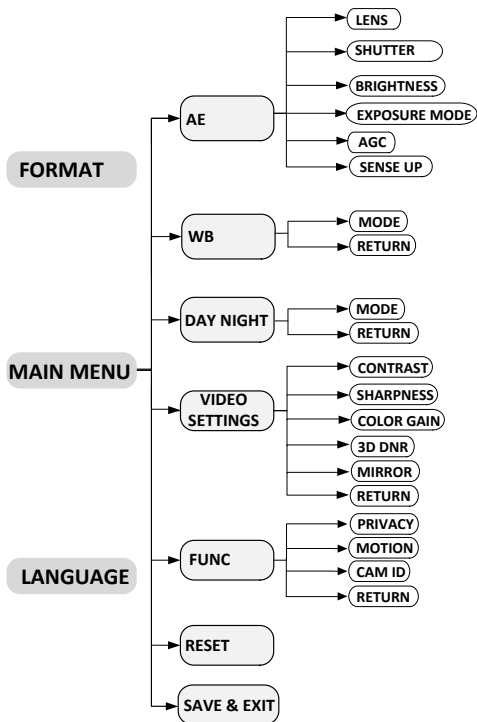 FORMAT
MAIN MENU
LANGUAGE
AE
LENS
SHUTTER
BRIGHTNESS
EXPOSURE MODE
AGC
SENSE UP
WB
MODE
RETURN
DAY NIGHT
MODE
RETURN
VIDEO
SETTINGS
CONTRAST
SHARPNESS
COLOR GAIN
3D DNR
MIRROR
RETURN
FUNC
PRIVACY
MOTION
CAM ID
RETURN
RESET
SAVE & EXIT